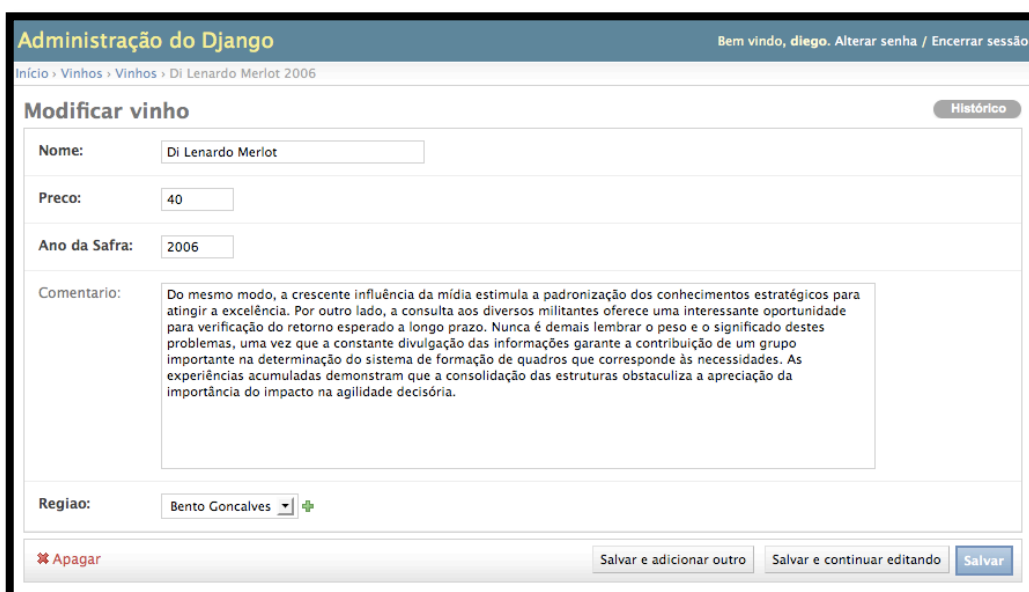 Administração do Django
Bem vindo, diego. Alterar senha / Encerrar sessão
Início › Vinhos › Vinhos › Di Lenardo Merlot 2006
Modificar vinho
Histórico
Nome:
Di Lenardo Merlot
Preco:
40
Ano da Safra:
2006
Comentario:
Do mesmo modo, a crescente influência da mídia estimula a padronização dos conhecimentos estratégicos para
atingir a excelência. Por outro lado, a consulta aos diversos militantes oferece uma interessante oportunidade
para verificação do retorno esperado a longo prazo. Nunca é demais lembrar o peso e o significado destes
problemas, uma vez que a constante divulgação das informações garante a contribuição de um grupo
importante na determinação do sistema de formação de quadros que corresponde às necessidades. As
experiências acumuladas demonstram que a consolidação das estruturas obstaculiza a apreciação da
importância do impacto na agilidade decisória.
Regiao:
Bento Goncalves
Apagar
Salvar e adicionar outro
Salvar e continuar editando
Salvar